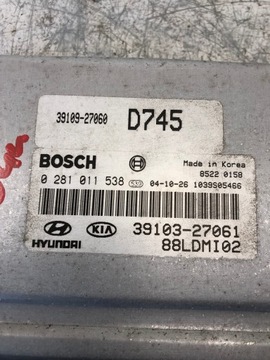 39109-27060 D745
Made in Korea
BOSCH 8522 0158
0 281 011 538 04-10-26 1039S05466
HYUNDAI KIA 39103-27061
88LDMI02